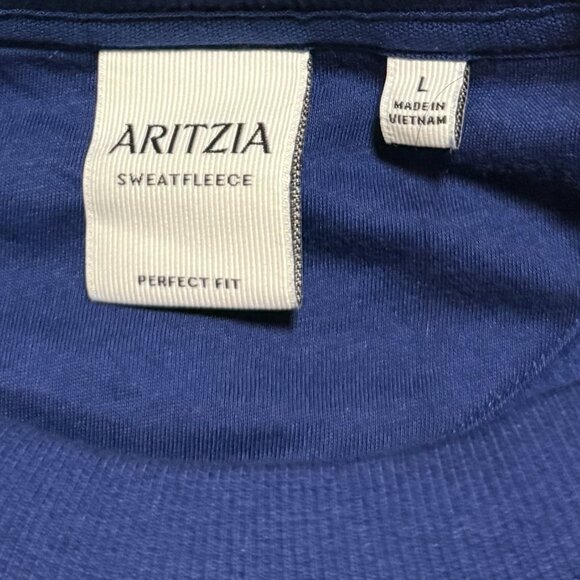 ARITZIA
SWEATFLEECE
PERFECT FIT
L
MADE IN
VIETNAM